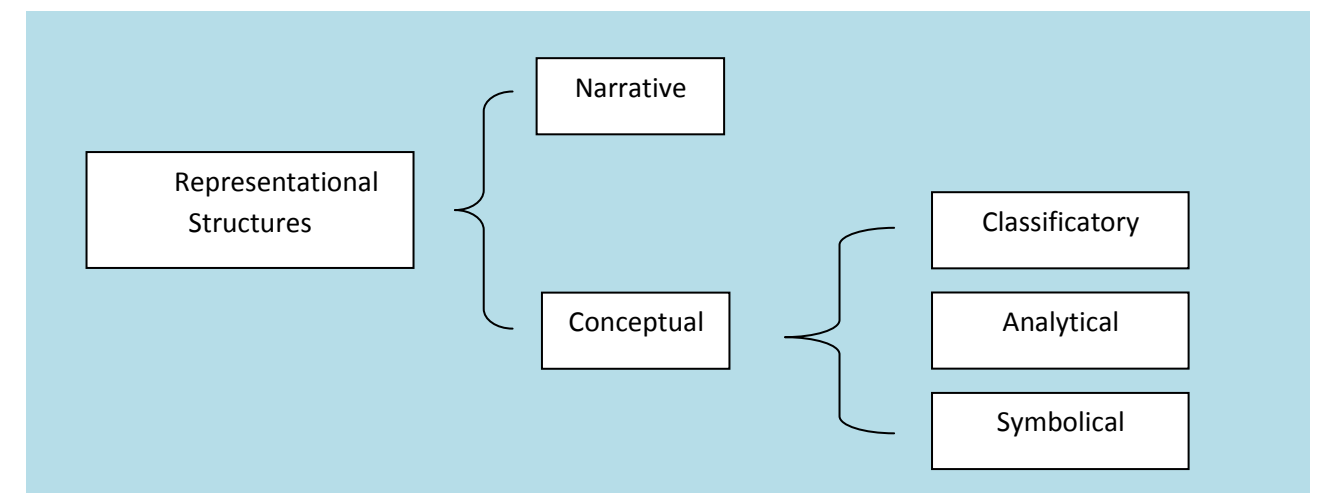 Narrative
Representational
Structures
Classificatory
Conceptual
Analytical
Symbolical